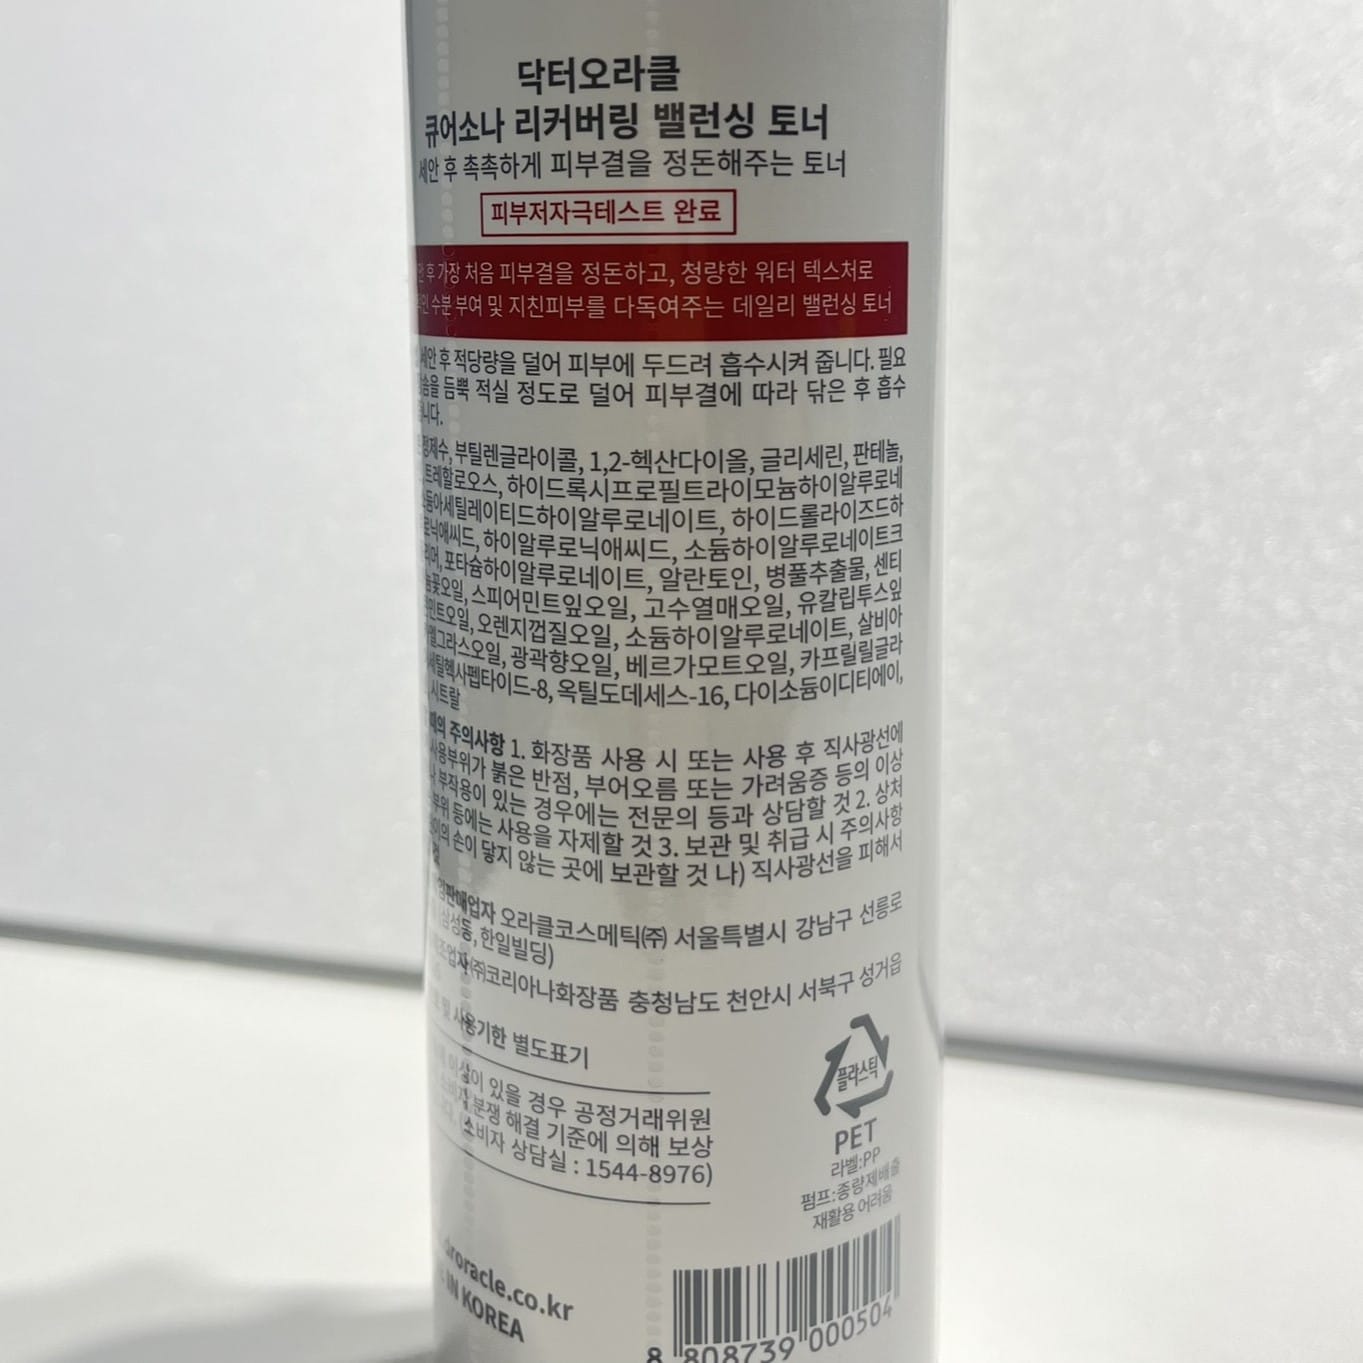 닥터오라클
큐어소나 리커버링 밸런싱 토너
세안 후 촉촉하게 피부결을 정돈해주는 토너
피부저자극테스트 완료
후 가장 처음 피부결을 정돈하고, 청량한 워터 텍스처로
수분 부여 및 지친피부를 다독여주는 데일리 밸런싱 토너
세안 후 적당량을 덜어 피부에 두드려 흡수시켜 줍니다. 필요
듬뿍 적실 정도로 덜어 피부결에 따라 닦은 후 흡수
니다.
정제수, 부틸렌글라이콜, 1,2-헥산다이올, 글리세린, 판테놀,
트레할로오스, 하이드록시프로필트라이모늄하이알루로네
소듐아세틸레이티드하이알루로네이트, 하이드롤라이즈드하
로닉애씨드, 하이알루로닉애씨드, 소듐하이알루로네이트크
리머, 포타슘하이알루로네이트, 알란토인, 병풀추출물, 센티
꽃오일, 스피어민트잎오일, 고수열매오일, 유칼립투스잎
민트오일, 오렌지껍질오일, 소듐하이알루로네이트, 살비아
그라스오일, 광곽향오일, 베르가모트오일, 카프릴릴글라
세틸헥사펩타이드-8, 옥틸도데세스-16, 다이소듐이디티에이,
시트랄
때의 주의사항 1. 화장품 사용 시 또는 사용 후 직사광선에
사용부위가 붉은 반점, 부어오름 또는 가려움증 등의 이상
부작용이 있는 경우에는 전문의 등과 상담할 것 2. 상처
부위 등에는 사용을 자제할 것 3. 보관 및 취급 시 주의사항
이의 손이 닿지 않는 곳에 보관할 것 나) 직사광선을 피해서
것
판매업자 오라클코스메틱㈜ 서울특별시 강남구 선릉로
(삼성동, 한일빌딩)
제조업자 ㈜코리아나화장품 충청남도 천안시 서북구 성거읍
및 사용기한 별도표기
이상이 있을 경우 공정거래위원
소비자 분쟁 해결 기준에 의해 보상
(소비자 상담실 : 1544-8976)
플라스틱
PET
라벨:PP
펌프:종량제배출
재활용 어려움
droracle.co.kr
IN KOREA
8 808739 000504